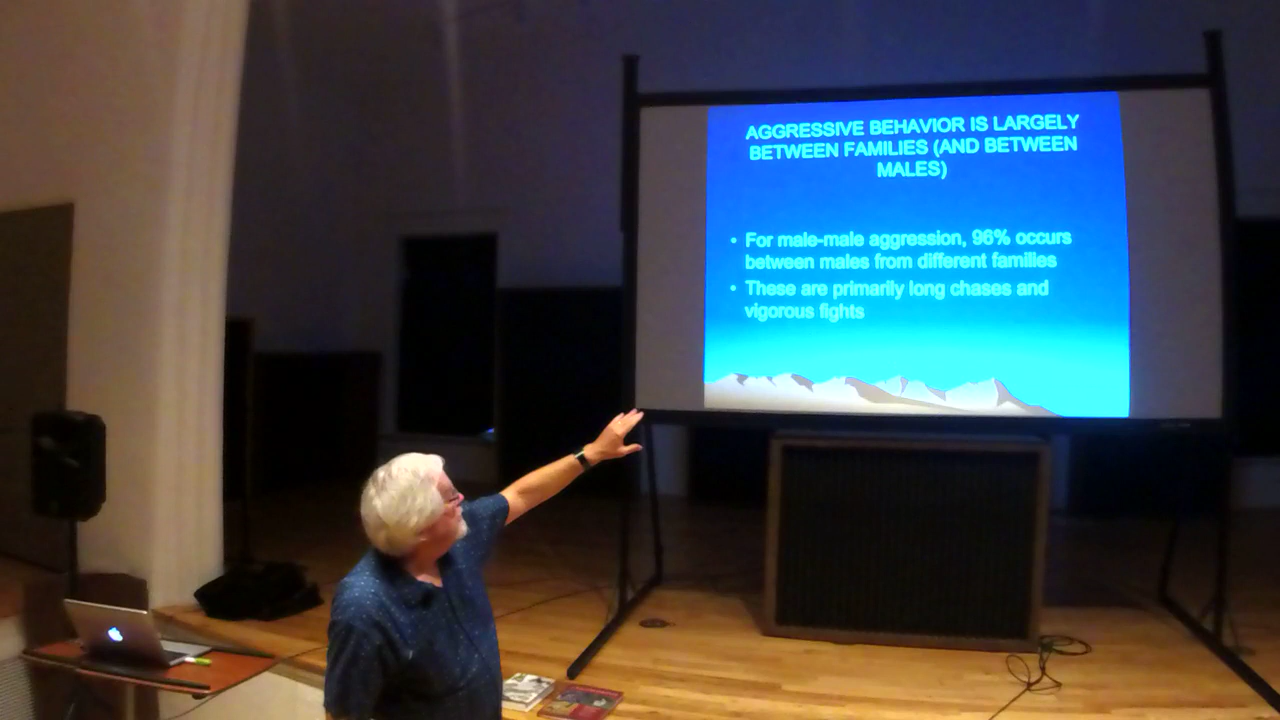 AGGRESSIVE BEHAVIOR IS LARGELY
BETWEEN FAMILIES (AND BETWEEN
MALES)
• For male-male aggression, 96% occurs
between males from different families
• These are primarily long chases and
vigorous fights